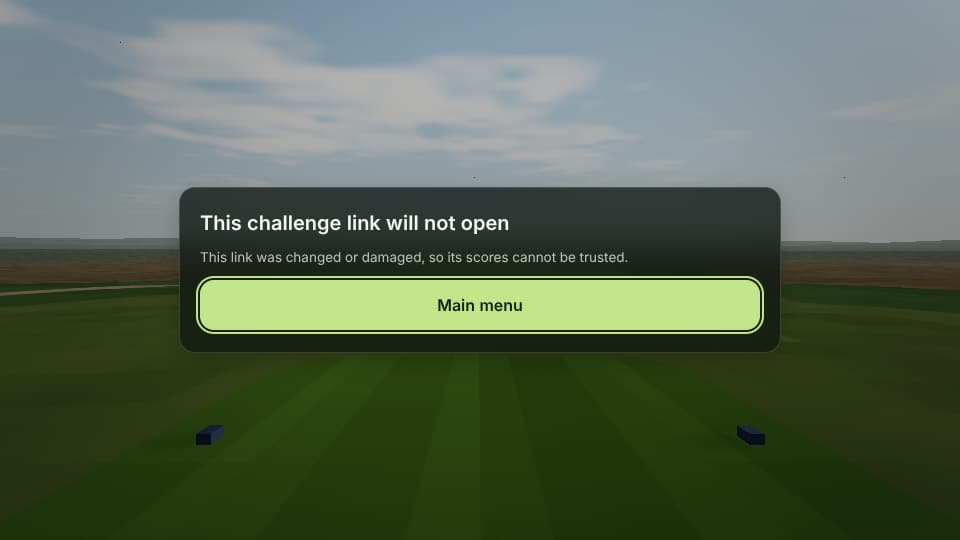 This challenge link will not open
This link was changed or damaged, so its scores cannot be trusted.
Main menu